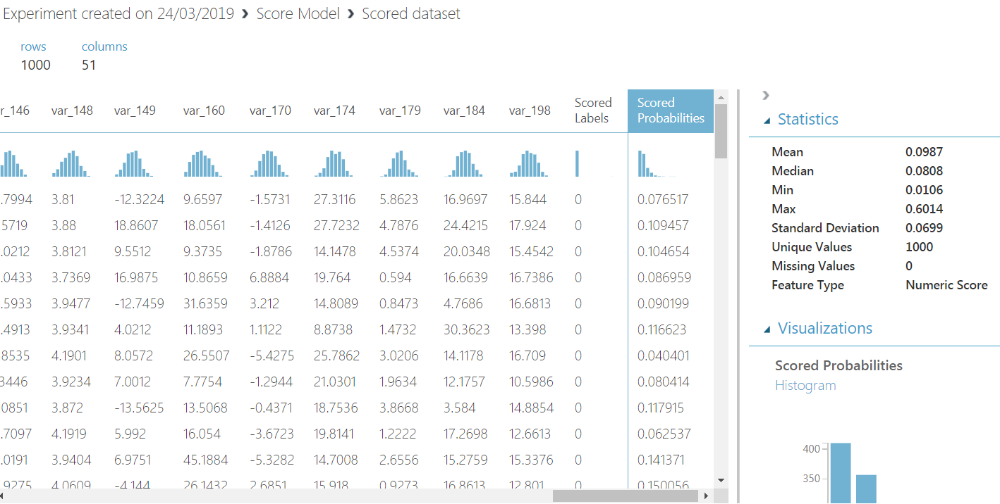 Experiment created on 24/03/2019 › Score Model › Scored dataset
rows columns
1000 51
r_146 var_148 var_149 var_160 var_170 var_174 var_179 var_184 var_198 Scored Labels Scored Probabilities
.7994 3.81 -12.3224 9.6597 -1.5731 27.3116 5.8623 16.9697 15.844 0 0.076517
.5719 3.88 18.8607 18.0561 -1.4126 27.7232 4.7876 24.4215 17.924 0 0.109457
.0212 3.8121 9.5512 9.3735 -1.8786 14.1478 4.5374 20.0348 15.4542 0 0.104654
.0433 3.7369 16.9875 10.8659 6.8884 19.764 0.594 16.6639 16.7386 0 0.086959
.5933 3.9477 -12.7459 31.6359 3.212 14.8089 0.8473 4.7686 16.6813 0 0.090199
.4913 3.9341 4.0212 11.1893 1.1122 8.8738 1.4732 30.3623 13.398 0 0.116623
.8535 4.1901 8.0572 26.5507 -5.4275 25.7862 3.0206 14.1178 16.709 0 0.040401
3446 3.9234 7.0012 7.7754 -1.2944 21.0301 1.9634 12.1757 10.5986 0 0.080414
.0851 3.872 -13.5625 13.5068 -0.4371 18.7536 3.8668 3.584 14.8854 0 0.117915
.7097 4.1919 5.992 16.054 -3.6723 19.8141 1.2222 17.2698 12.6613 0 0.062537
.0191 3.9404 6.9751 45.1884 -5.3282 14.7008 2.6556 15.2759 15.3376 0 0.141371
.9275 4.0609 -4.144 26.1432 2.6851 15.918 0.9273 16.8613 12.801 0 0.150056
Statistics
Mean 0.0987
Median 0.0808
Min 0.0106
Max 0.6014
Standard Deviation 0.0699
Unique Values 1000
Missing Values 0
Feature Type Numeric Score
Visualizations
Scored Probabilities
Histogram
400
350